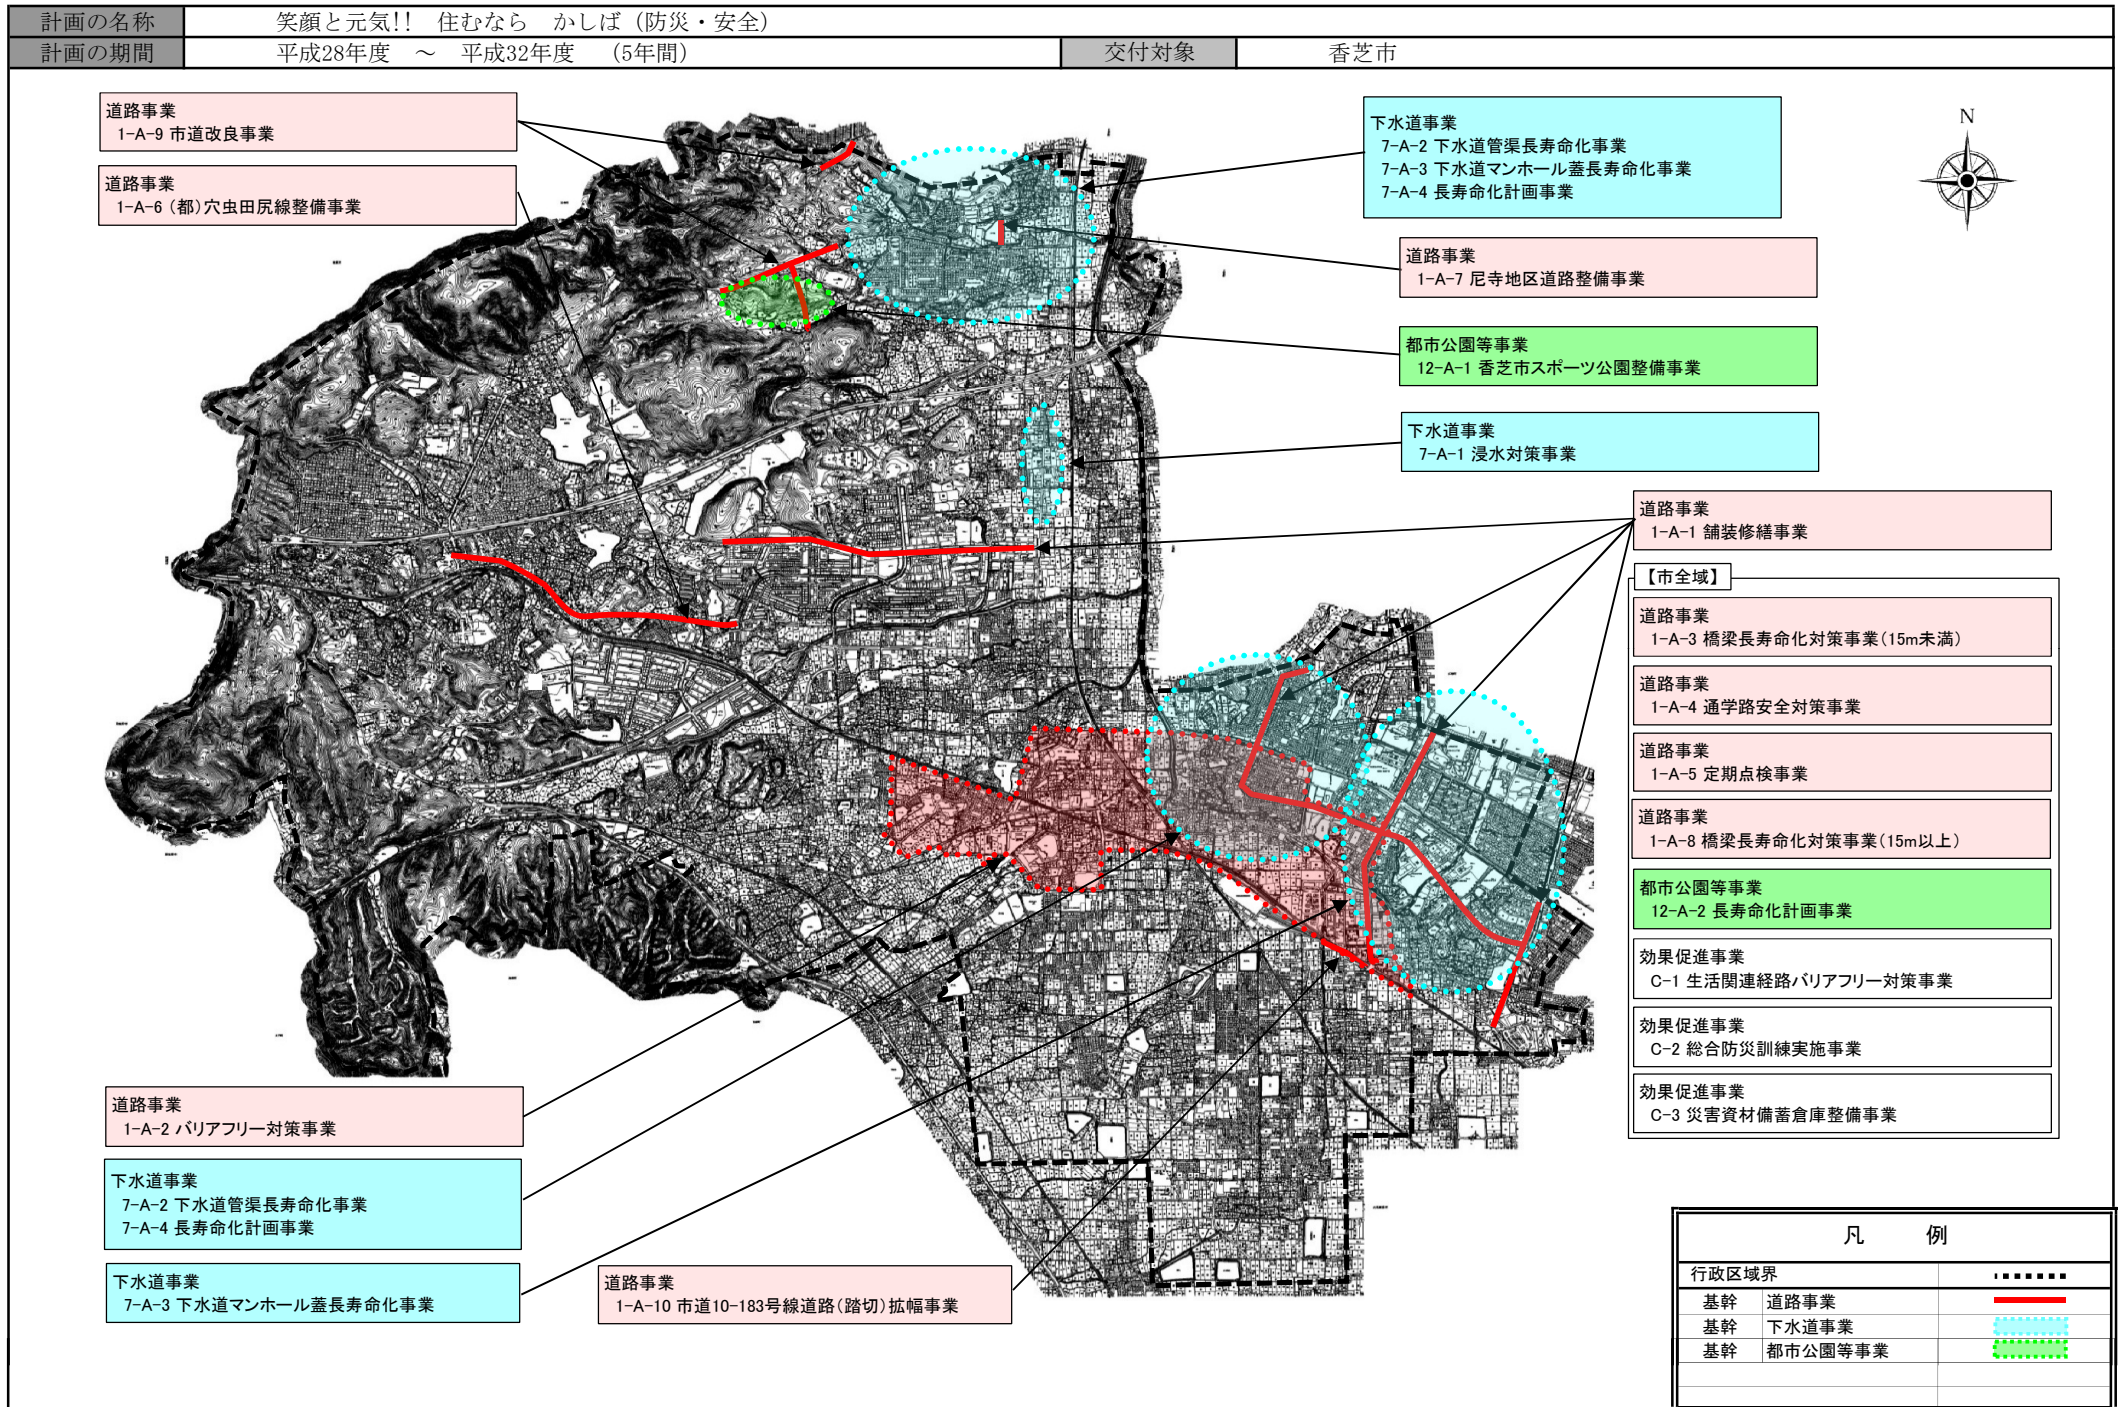 計画の名称 笑顔と元気!! 住むなら かしば（防災・安全）
計画の期間 平成28年度 ～ 平成32年度 （5年間） 交付対象 香芝市
道路事業
1-A-9 市道改良事業
道路事業
1-A-6（都）穴虫田尻線整備事業
下水道事業
7-A-2 下水道管渠長寿命化事業
7-A-3 下水道マンホール蓋長寿命化事業
7-A-4 長寿命化計画事業
N
道路事業
1-A-7 尼寺地区道路整備事業
都市公園等事業
12-A-1 香芝市スポーツ公園整備事業
下水道事業
7-A-1 浸水対策事業
道路事業
1-A-1 舗装修繕事業
【市全域】
道路事業
1-A-3 橋梁長寿命化対策事業（15m未満）
道路事業
1-A-4 通学路安全対策事業
道路事業
1-A-5 定期点検事業
道路事業
1-A-8 橋梁長寿命化対策事業（15m以上）
都市公園等事業
12-A-2 長寿命化計画事業
効果促進事業
C-1 生活関連経路バリアフリー対策事業
効果促進事業
C-2 総合防災訓練実施事業
効果促進事業
C-3 災害資材備蓄倉庫整備事業
道路事業
1-A-2 バリアフリー対策事業
下水道事業
7-A-2 下水道管渠長寿命化事業
7-A-4 長寿命化計画事業
下水道事業
7-A-3 下水道マンホール蓋長寿命化事業
道路事業
1-A-10 市道10-183号線道路（踏切）拡幅事業
凡 例
行政区域界
基幹 道路事業
基幹 下水道事業
基幹 都市公園等事業